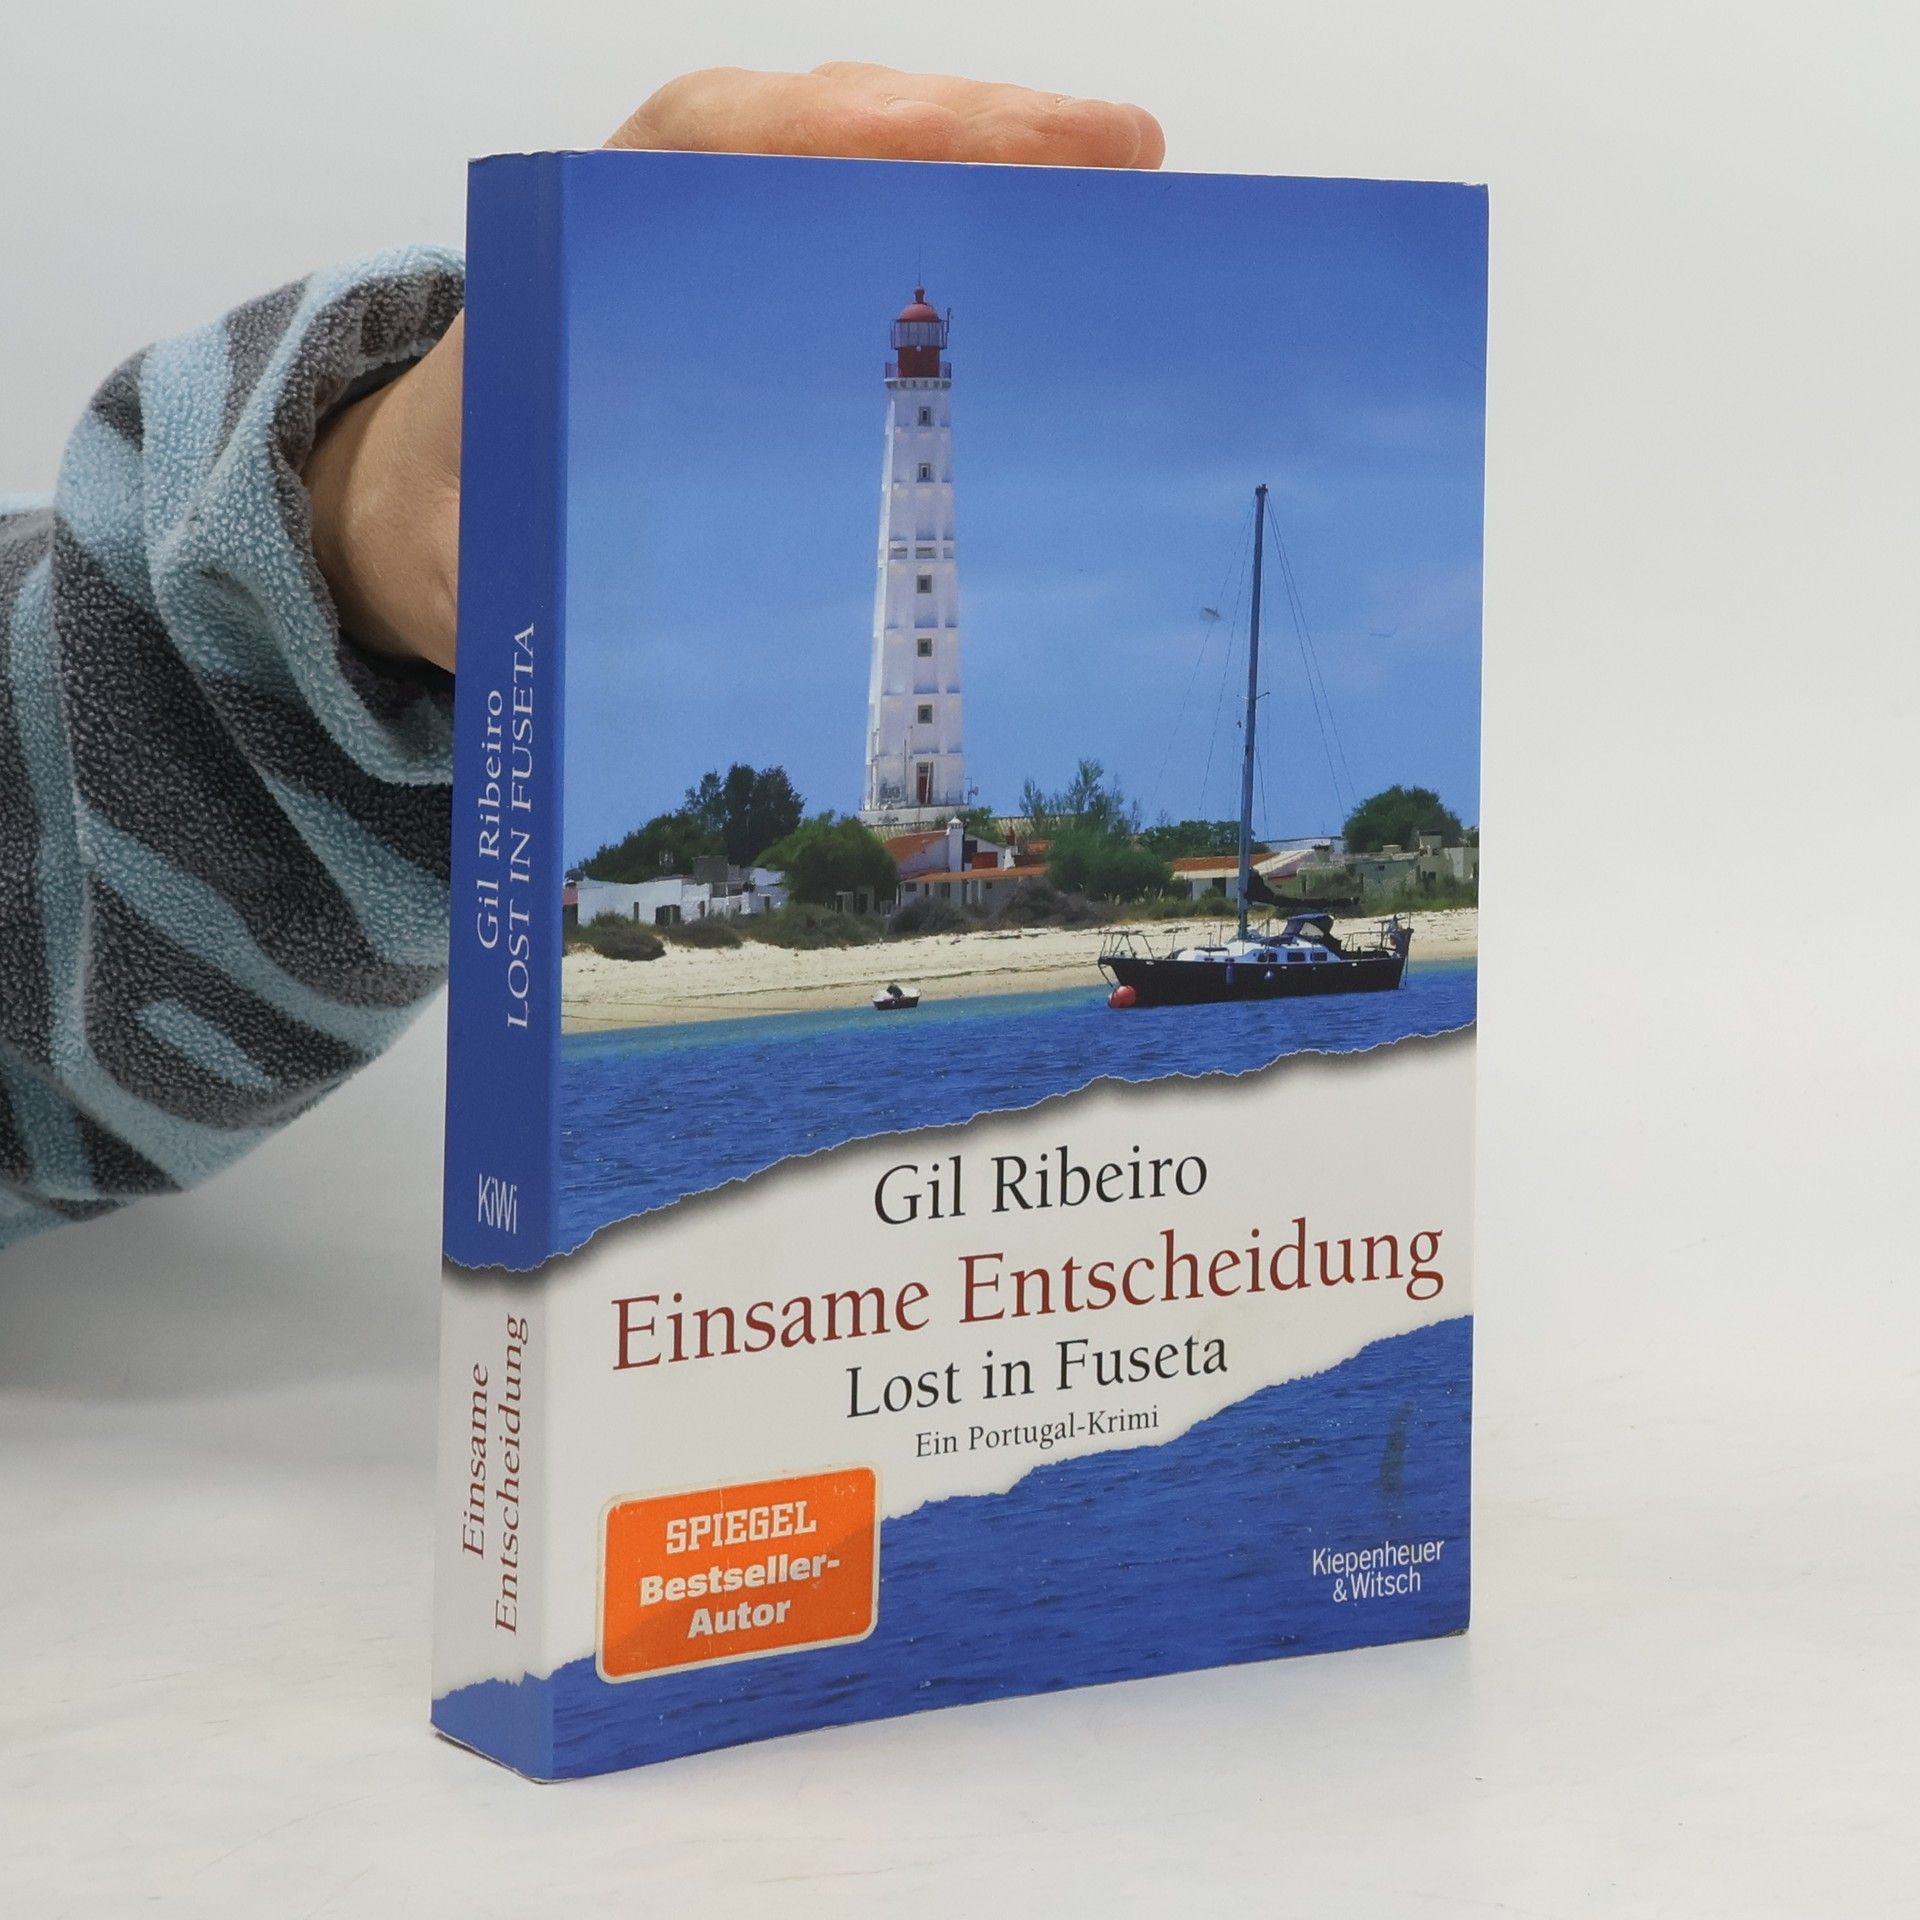 Gil Ribeiro
LOST IN FUSETA
KiWi
Einsame
Entscheidung
Gil Ribeiro
Einsame Entscheidung
Lost in Fuseta
Ein Portugal-Krimi
SPIEGEL
Bestseller-
Autor
Kiepenheuer
& Witsch